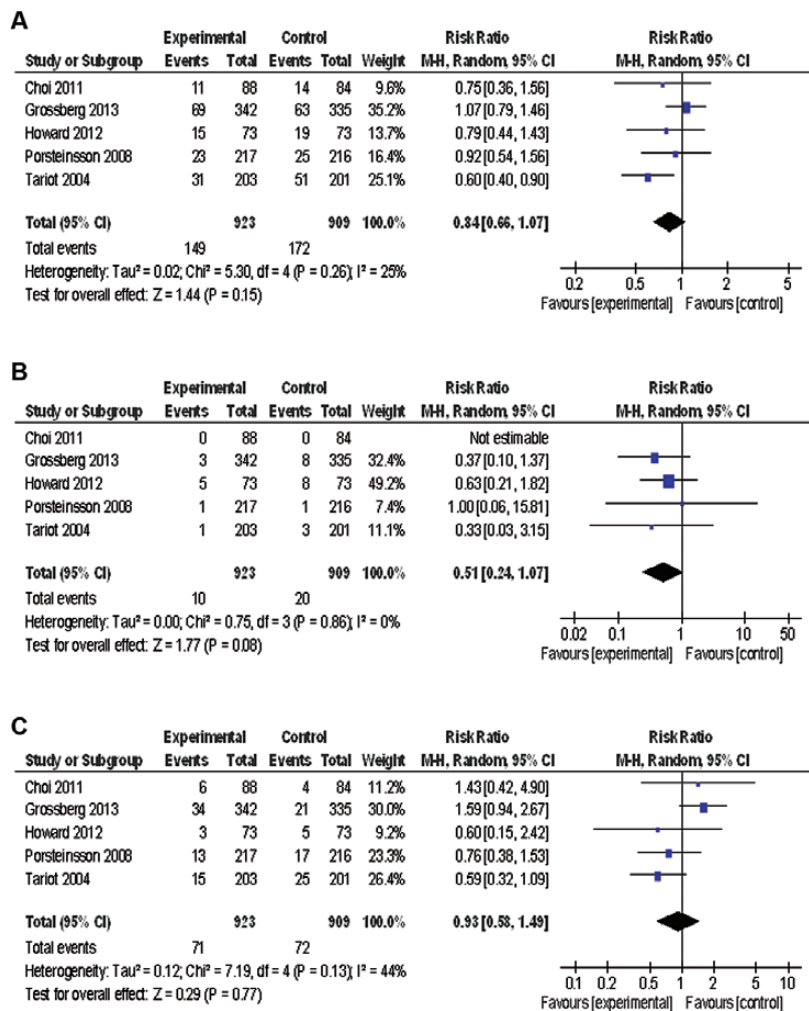 A
Experimental Control Risk Ratio Risk Ratio
Study or Subgroup Events Total Events Total Weight M-H, Random, 95% CI M-H, Random, 95% CI
Choi 2011 11 88 14 84 9.6% 0.75 [0.36, 1.56]
Grossberg 2013 69 342 63 335 35.2% 1.07 [0.79, 1.46]
Howard 2012 15 73 19 73 13.7% 0.79 [0.44, 1.43]
Porsteinsson 2008 23 217 25 216 16.4% 0.92 [0.54, 1.56]
Tariot 2004 31 203 51 201 25.1% 0.60 [0.40, 0.90]
Total (95% CI) 923 909 100.0% 0.84 [0.66, 1.07]
Total events 149 172
Heterogeneity: Tau² = 0.02; Chi² = 5.30, df = 4 (P = 0.26); I² = 25%
Test for overall effect: Z = 1.44 (P = 0.15)
0.2 0.5 1 2 5
Favours [experimental] Favours [control]
B
Experimental Control Risk Ratio Risk Ratio
Study or Subgroup Events Total Events Total Weight M-H, Random, 95% CI M-H, Random, 95% CI
Choi 2011 0 88 0 84 Not estimable
Grossberg 2013 3 342 8 335 32.4% 0.37 [0.10, 1.37]
Howard 2012 5 73 8 73 49.2% 0.63 [0.21, 1.82]
Porsteinsson 2008 1 217 1 216 7.4% 1.00 [0.06, 15.81]
Tariot 2004 1 203 3 201 11.1% 0.33 [0.03, 3.15]
Total (95% CI) 923 909 100.0% 0.51 [0.24, 1.07]
Total events 10 20
Heterogeneity: Tau² = 0.00; Chi² = 0.75, df = 3 (P = 0.86); I² = 0%
Test for overall effect: Z = 1.77 (P = 0.08)
0.02 0.1 1 10 50
Favours [experimental] Favours [control]
C
Experimental Control Risk Ratio Risk Ratio
Study or Subgroup Events Total Events Total Weight M-H, Random, 95% CI M-H, Random, 95% CI
Choi 2011 6 88 4 84 11.2% 1.43 [0.42, 4.90]
Grossberg 2013 34 342 21 335 30.0% 1.59 [0.94, 2.67]
Howard 2012 3 73 5 73 9.2% 0.60 [0.15, 2.42]
Porsteinsson 2008 13 217 17 216 23.3% 0.76 [0.38, 1.53]
Tariot 2004 15 203 25 201 26.4% 0.59 [0.32, 1.09]
Total (95% CI) 923 909 100.0% 0.93 [0.58, 1.49]
Total events 71 72
Heterogeneity: Tau² = 0.12; Chi² = 7.19, df = 4 (P = 0.13); I² = 44%
Test for overall effect: Z = 0.29 (P = 0.77)
0.1 0.2 0.5 1 2 5 10
Favours [experimental] Favours [control]